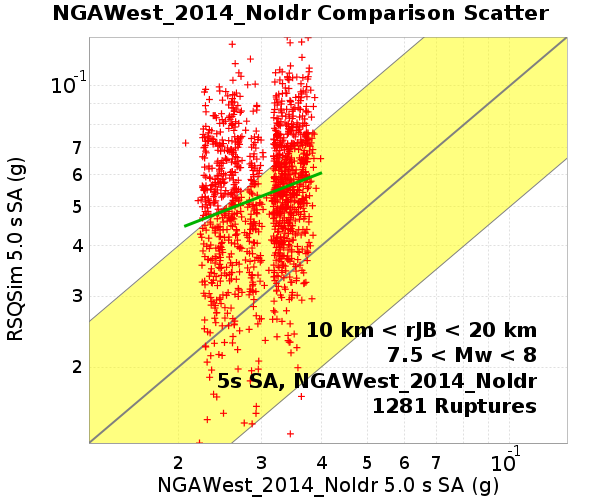 NGAWest_2014_NoIdr Comparison Scatter
RSQSim 5.0 s SA (g)
10^-1
7
6
5
4
3
2
10 km < rJB < 20 km
7.5 < Mw < 8
5s SA, NGAWest_2014_NoIdr
1281 Ruptures
2 3 4 5 6 7 10^-1
NGAWest_2014_NoIdr 5.0 s SA (g)